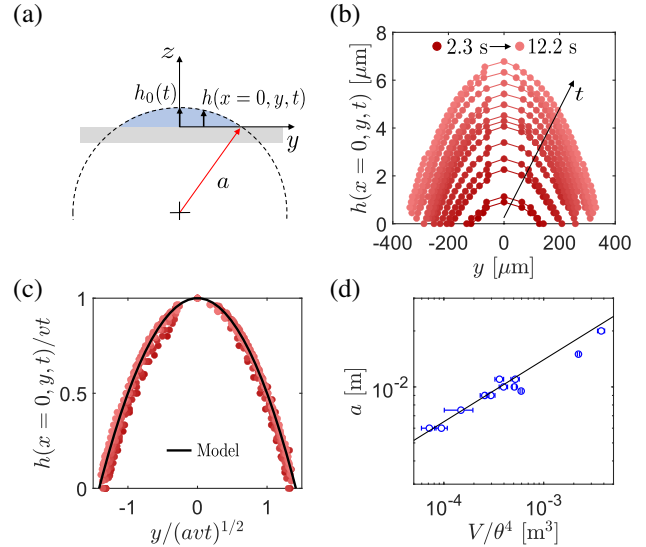 (a)
z
h₀(t)
h(x = 0, y, t)
y
a
(b)
h(x = 0, y, t) [μm]
8
6
4
2
0
2.3 s → 12.2 s
t
-400 -200 0 200 400
y [μm]
(c)
h(x = 0, y, t)/vt
1
0.5
0
Model
-1 0 1
y/(avt)^{1/2}
(d)
a [m]
10^{-2}
10^{-4} 10^{-3}
V/θ⁴ [m³]